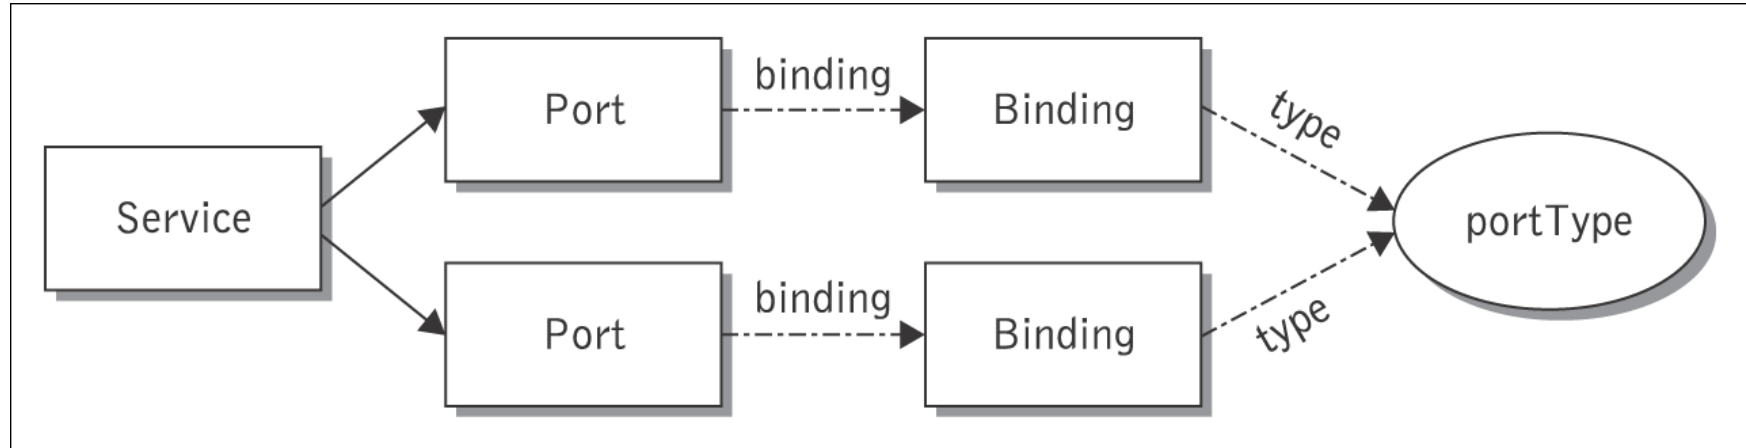 Service
Port
binding
Binding
type
Port
binding
Binding
type
portType